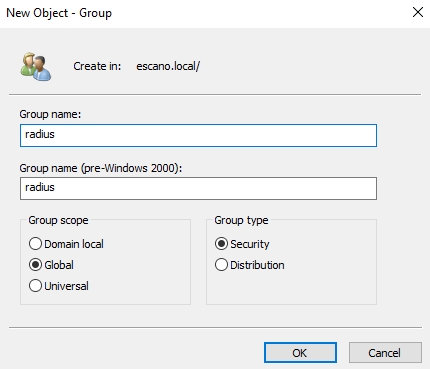 New Object - Group
Create in: escano.local/
Group name:
radius
Group name (pre-Windows 2000):
radius
Group scope
Domain local
Global
Universal
Group type
Security
Distribution
OK
Cancel